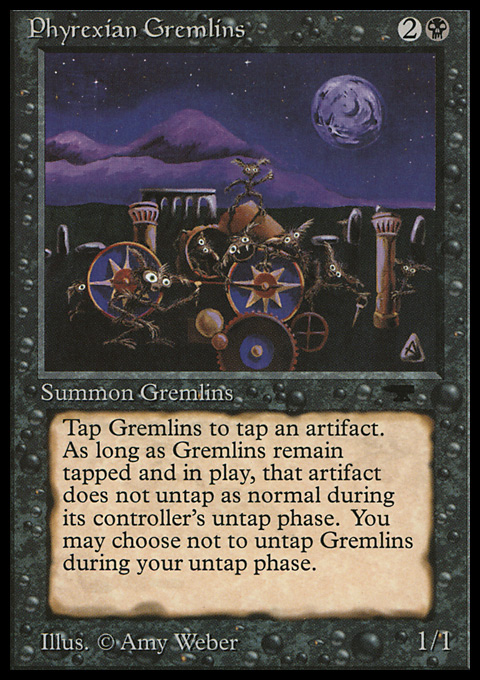 Phyrexian Gremlins 2
Summon Gremlins
Tap Gremlins to tap an artifact.
As long as Gremlins remain
tapped and in play, that artifact
does not untap as normal during
its controller's untap phase. You
may choose not to untap Gremlins
during your untap phase.
Illus. © Amy Weber 1/1